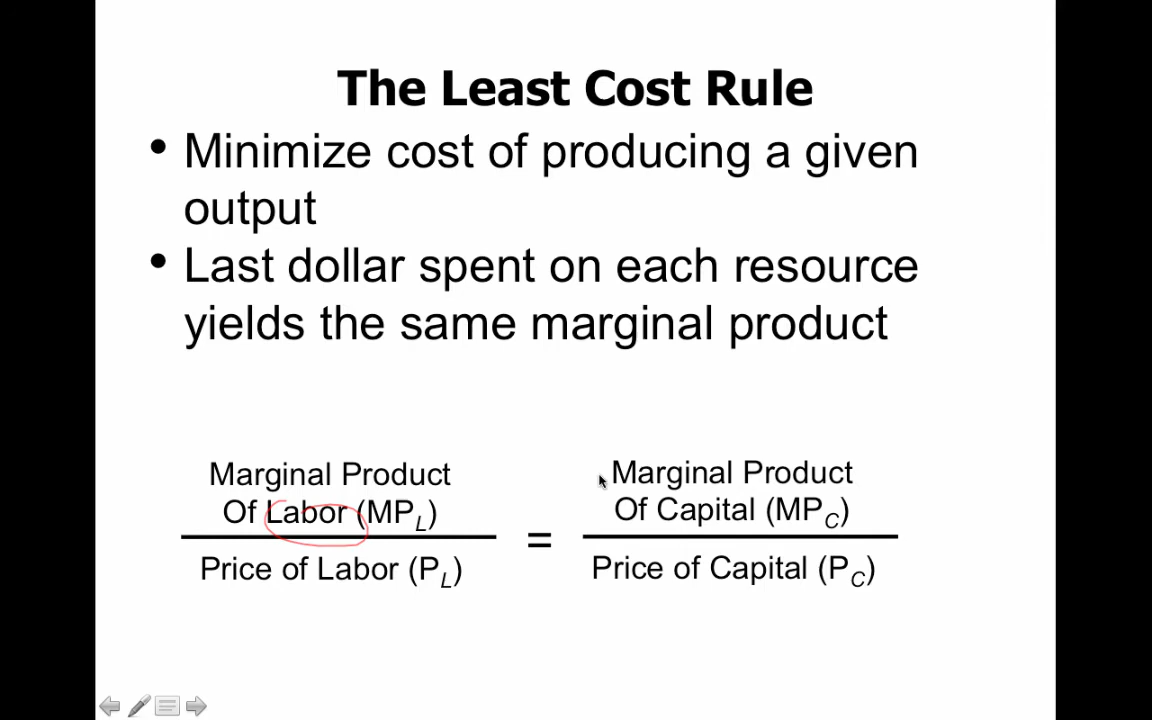 The Least Cost Rule
• Minimize cost of producing a given
output
• Last dollar spent on each resource
yields the same marginal product
Marginal Product
Of Labor (MPL)
Price of Labor (PL)
=
Marginal Product
Of Capital (MPC)
Price of Capital (PC)